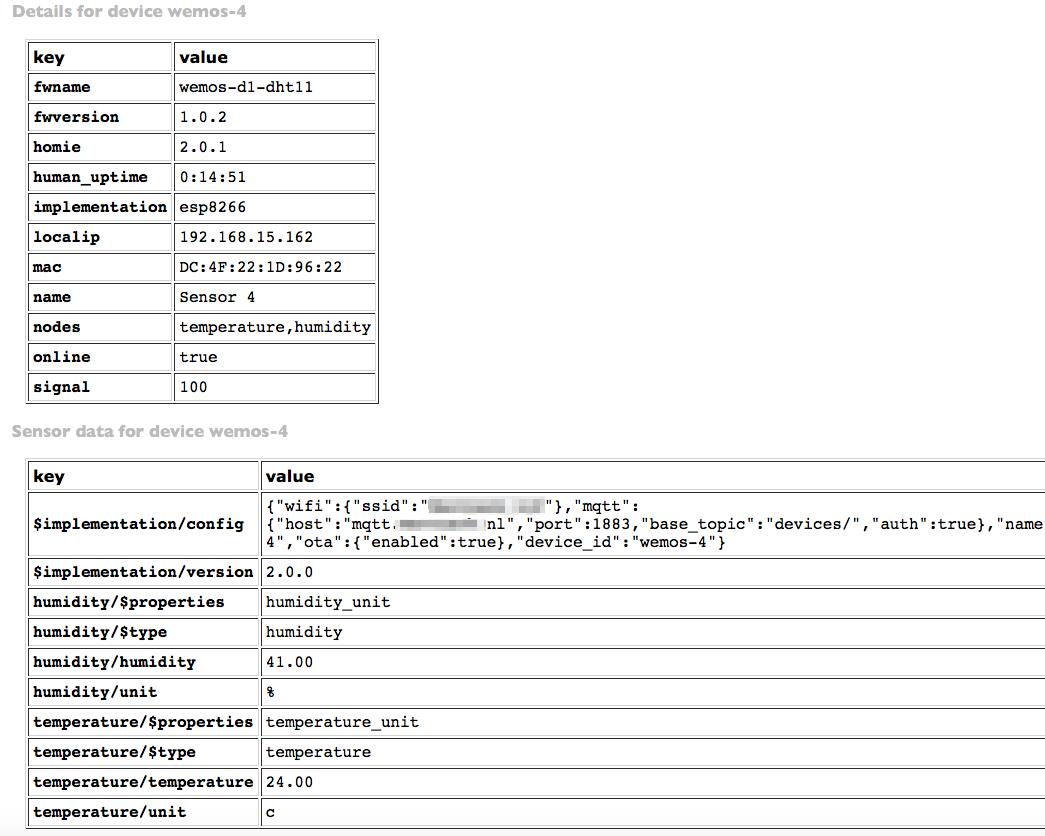 Details for device wemos-4
key value
fwname wemos-d1-dht11
fwversion 1.0.2
homie 2.0.1
human_uptime 0:14:51
implementation esp8266
localip 192.168.15.162
mac DC:4F:22:1D:96:22
name Sensor 4
nodes temperature,humidity
online true
signal 100
Sensor data for device wemos-4
key value
$implementation/config {"wifi":{"ssid":" "},"mqtt":
{"host":"mqtt. nl","port":1883,"base_topic":"devices/","auth":true},"name
4","ota":{"enabled":true},"device_id":"wemos-4"}
$implementation/version 2.0.0
humidity/$properties humidity_unit
humidity/$type humidity
humidity/humidity 41.00
humidity/unit %
temperature/$properties temperature_unit
temperature/$type temperature
temperature/temperature 24.00
temperature/unit c